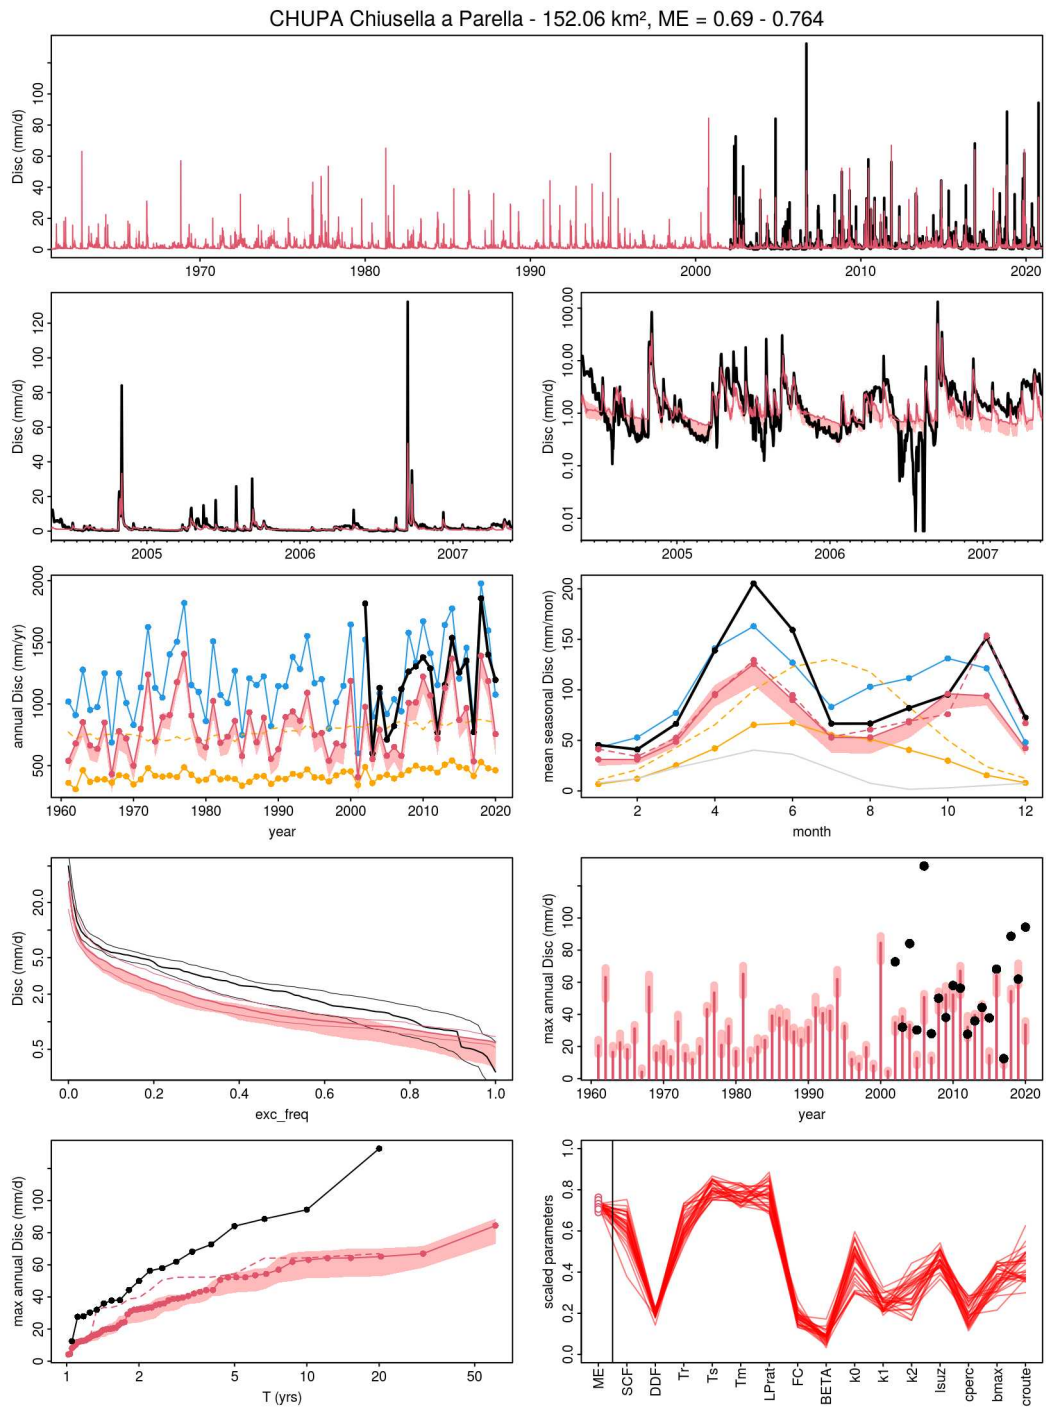 CHUPA Chiusella a Parella - 152.06 km², ME = 0.69 - 0.764
Disc (mm/d)
0 20 40 60 80 100
1970 1980 1990 2000 2010 2020
Disc (mm/d)
0 20 40 60 80 100 120
2005 2006 2007
Disc (mm/d)
0.01 0.10 1.00 10.00 100.00
2005 2006 2007
annual Disc (mm/yr)
500 1000 1500 2000
1960 1970 1980 1990 2000 2010 2020
year
mean seasonal Disc (mm/mon)
0 50 100 150 200
2 4 6 8 10 12
month
Disc (mm/d)
0.5 2.0 5.0 20.0
0.0 0.2 0.4 0.6 0.8 1.0
exc_freq
max annual Disc (mm/d)
0 20 40 60 80 100
1960 1970 1980 1990 2000 2010 2020
year
max annual Disc (mm/d)
0 20 40 60 80 100
1 2 5 10 20 50
T (yrs)
scaled parameters
0.0 0.2 0.4 0.6 0.8 1.0
ME SCF DDF Tr Ts Tm LPrat FC BETA k0 k1 k2 lsuz cperc bmax croute